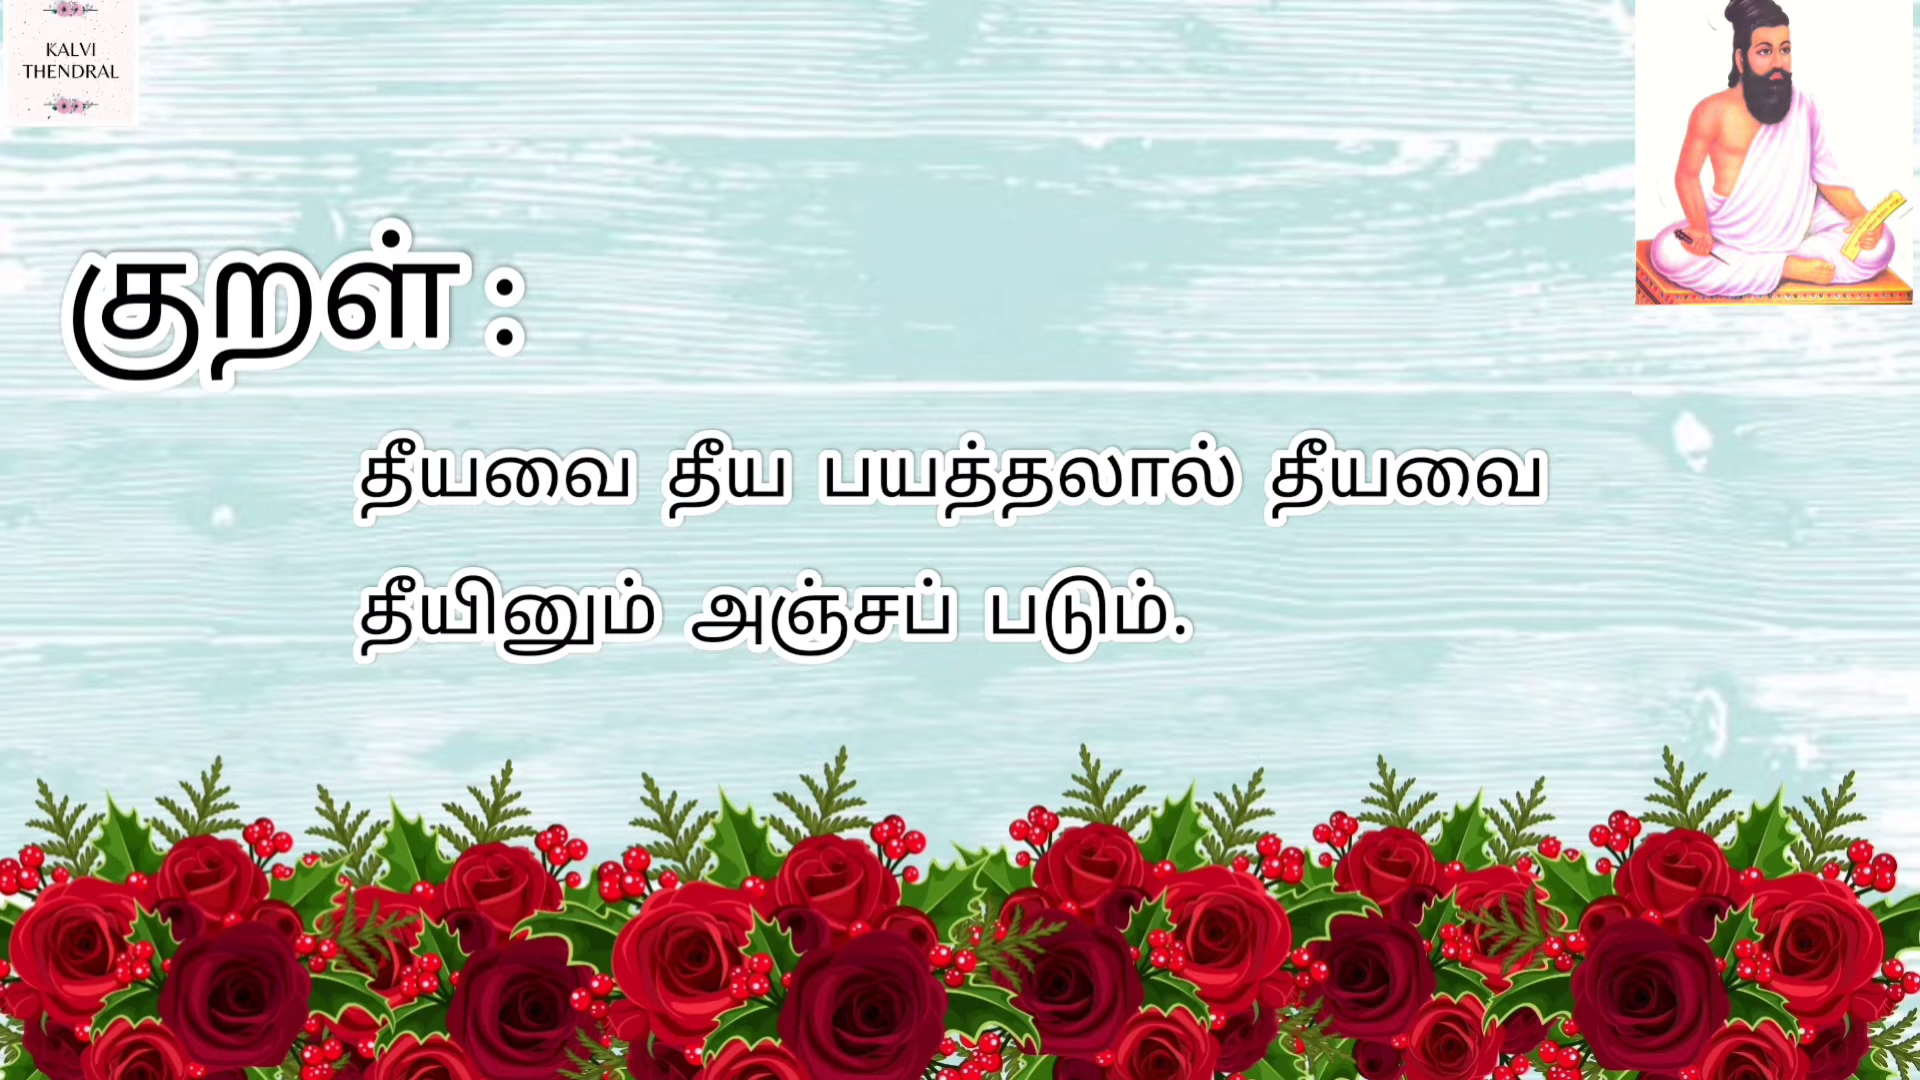 KALVI
THENDRAL
குறள்:
தீயவை தீய பயத்தலால் தீயவை
தீயினும் அஞ்சப் படும்.